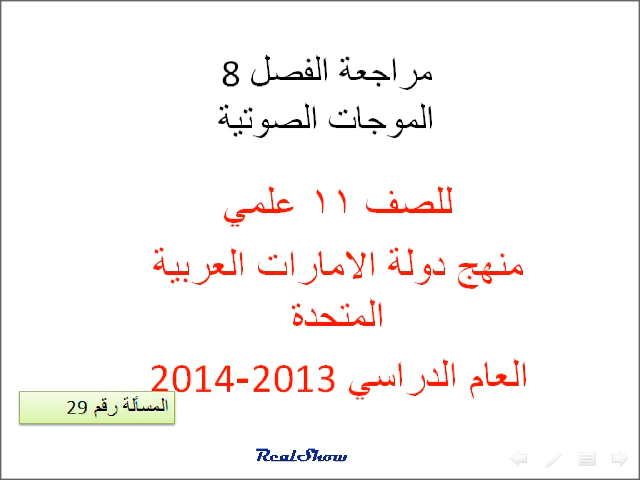 مراجعة الفصل 8
الموجات الصوتية
للصف ١١ علمي
منهج دولة الامارات العربية
المتحدة
العام الدراسي 2013-2014
المسألة رقم 29
RealShow